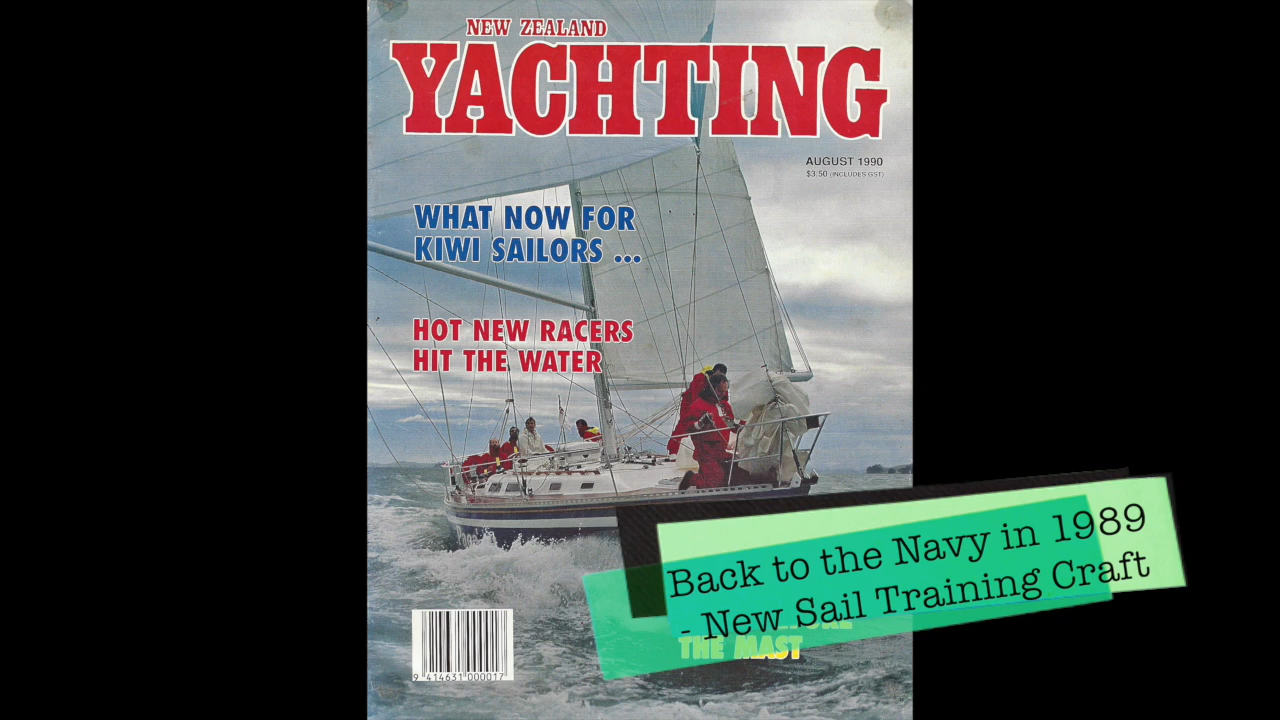 NEW ZEALAND
YACHTING
AUGUST 1990
$3.50 (INCLUDES GST)
WHAT NOW FOR
KIWI SAILORS ...
HOT NEW RACERS
HIT THE WATER
Back to the Navy in 1989
- New Sail Training Craft
THE MAST
9 414631 000017